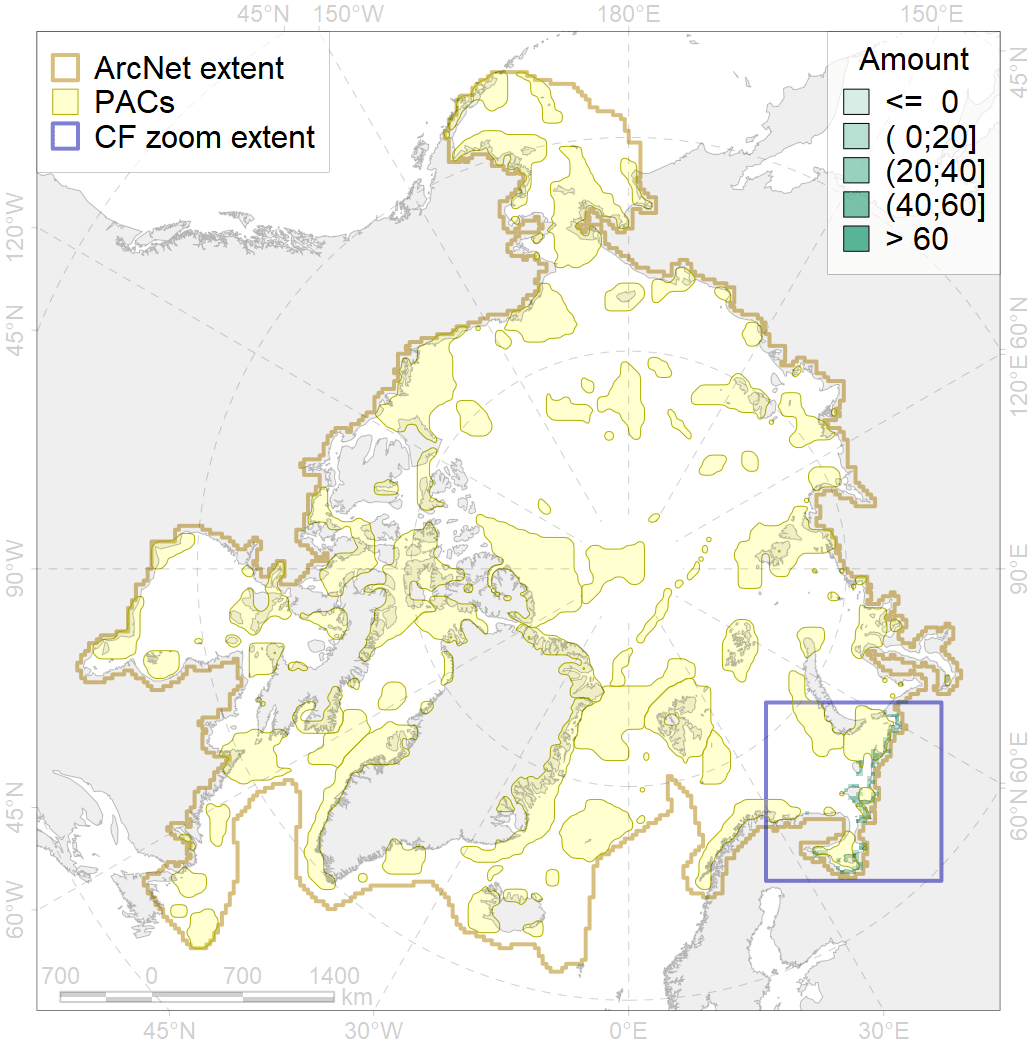 45°N 150°W 180°E 150°E
ArcNet extent
PACs
CF zoom extent
Amount
<= 0
( 0;20]
(20;40]
(40;60]
> 60
45°N
120°W
60°N
45°N
120°E
90°W
90°E
60°E
45°N
60°N
60°W
700 0 700 1400
km
45°N 30°W 0°E 30°E